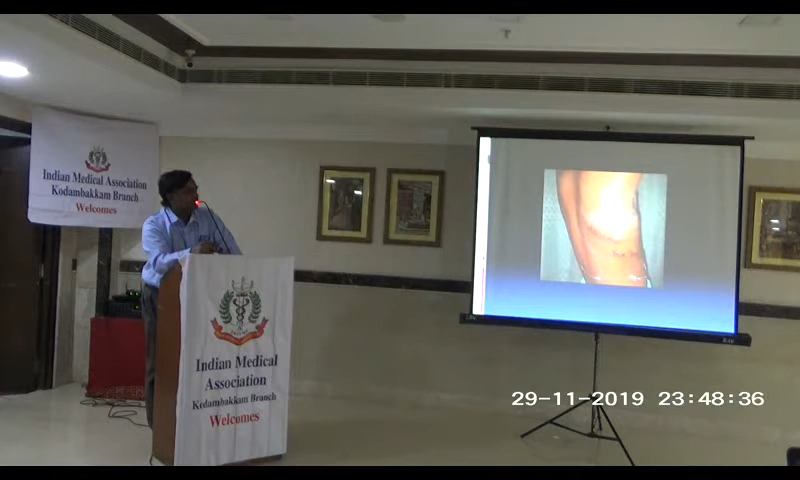 Indian Medical Association
Kodambakkam Branch
Welcomes
Indian Medical
Association
Kodambakkam Branch
Welcomes
29-11-2019 23:48:36